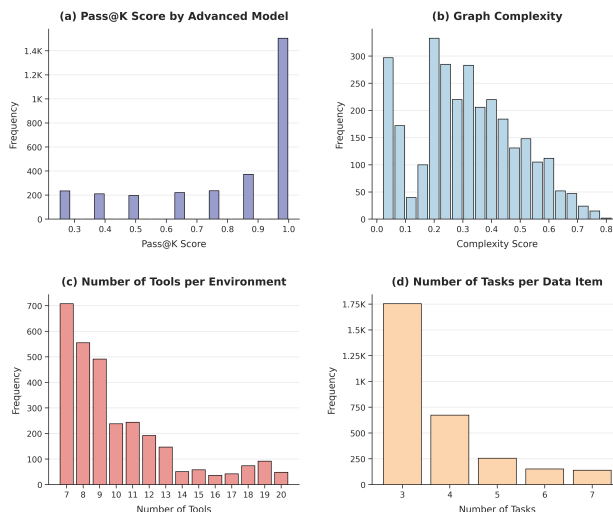 (a) Pass@K Score by Advanced Model
Frequency
1.4K
1.2K
1K
800
600
400
200
0
0.3 0.4 0.5 0.6 0.7 0.8 0.9 1.0
Pass@K Score
(b) Graph Complexity
Frequency
300
250
200
150
100
50
0
0.0 0.1 0.2 0.3 0.4 0.5 0.6 0.7 0.8
Complexity Score
(c) Number of Tools per Environment
Frequency
700
600
500
400
300
200
100
0
7 8 9 10 11 12 13 14 15 16 17 18 19 20
Number of Tools
(d) Number of Tasks per Data Item
Frequency
1.75K
1.5K
1.25K
1K
750
500
250
0
3 4 5 6 7
Number of Tasks